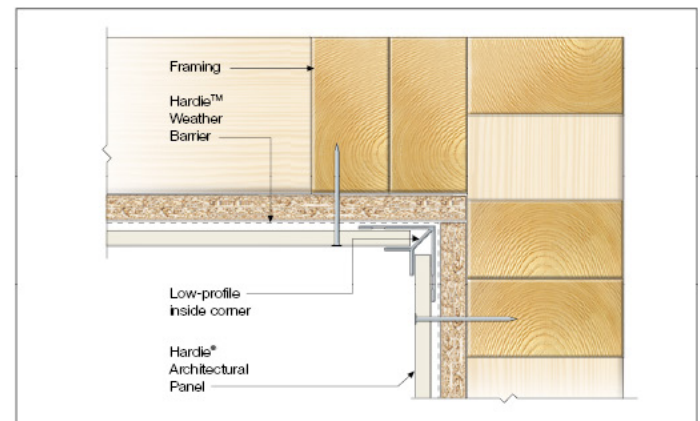 Framing
Hardie™
Weather
Barrier
Low-profile
inside corner
Hardie®
Architectural
Panel